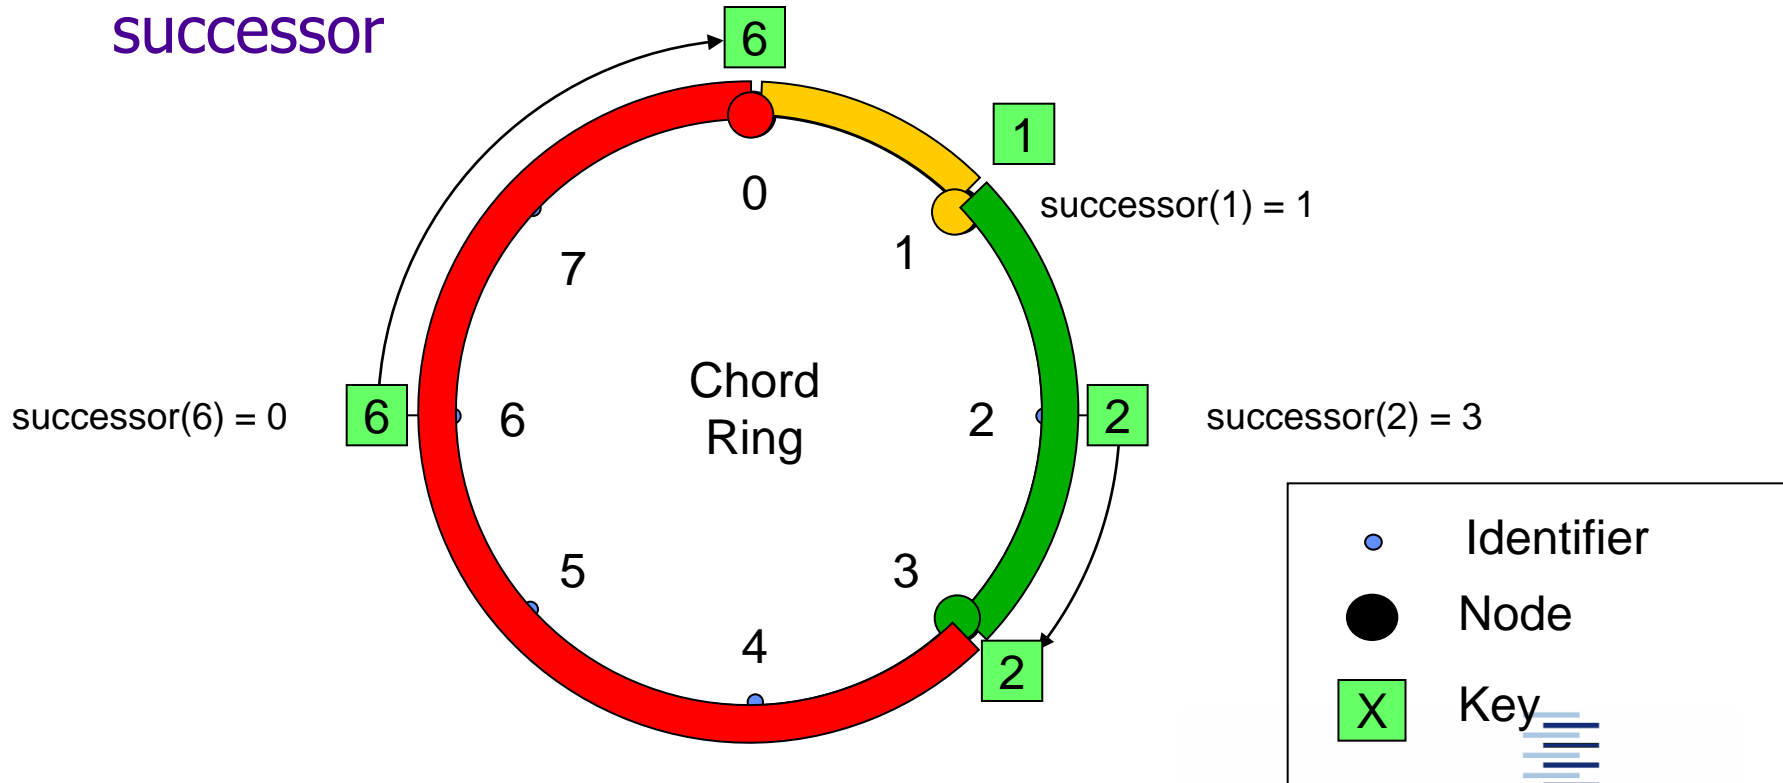 successor
6
1
0
successor(1) = 1
1
7
Chord
Ring
successor(6) = 0
6
6
2
2
successor(2) = 3
5
3
4
2
Identifier
Node
X
Key